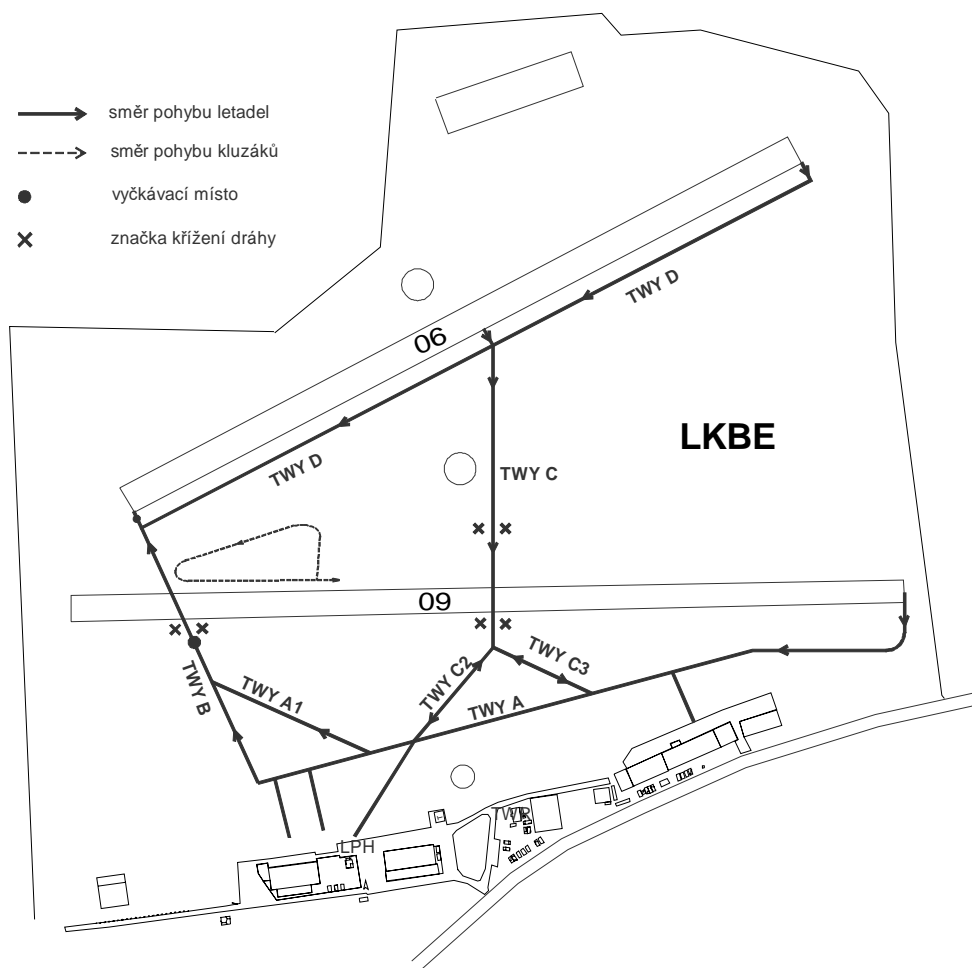 směr pohybu letadel
směr pohybu kluzáků
vyčkávací místo
značka křížení dráhy
TWY D
06
LKBE
TWY D
TWY C
09
TWY C3
TWY C2
TWY B
TWY A1
TWY A
TWR
LPH